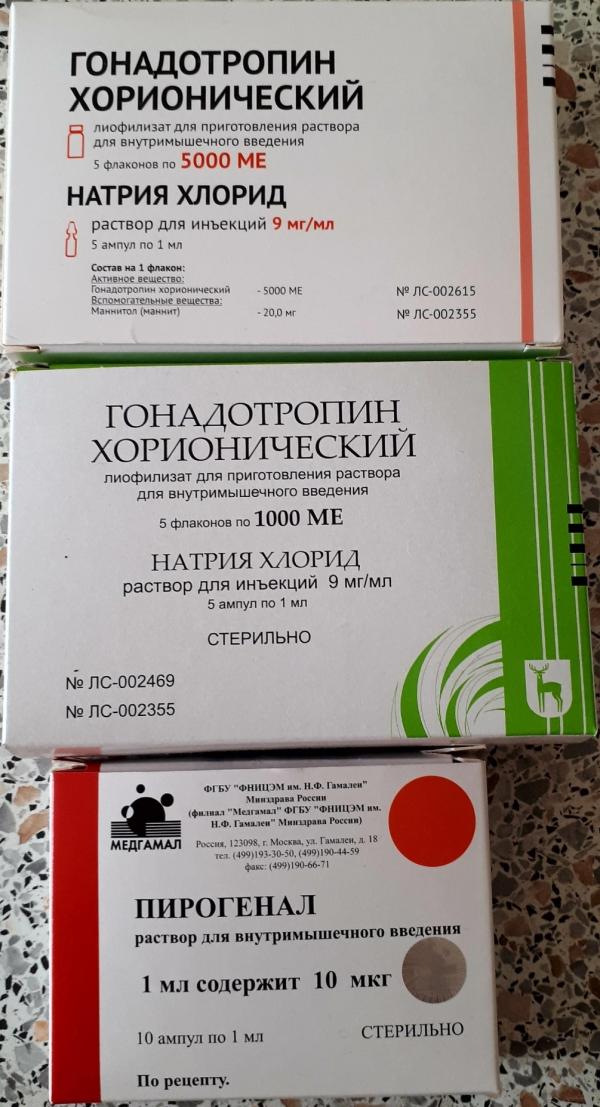 ГОНАДОТРОПИН
ХОРИОНИЧЕСКИЙ
лиофилизат для приготовления раствора
для внутримышечного введения
5 флаконов по 5000 МЕ
НАТРИЯ ХЛОРИД
раствор для инъекций 9 мг/мл
5 ампул по 1 мл
Состав на 1 флакон:
Активное вещество:
Гонадотропин хорионический - 5000 МЕ № ЛС-002615
Вспомогательные вещества:
Маннитол (маннит) - 20,0 мг № ЛС-002355
ГОНАДОТРОПИН
ХОРИОНИЧЕСКИЙ
лиофилизат для приготовления раствора
для внутримышечного введения
5 флаконов по 1000 МЕ
НАТРИЯ ХЛОРИД
раствор для инъекций 9 мг/мл
5 ампул по 1 мл
СТЕРИЛЬНО
№ ЛС-002469
№ ЛС-002355
МЕДГАМАЛ
ФГБУ "ФНИЦЭМ им. Н.Ф. Гамалеи"
Минздрава России
(филиал "Медгамал" ФГБУ "ФНИЦЭМ им.
Н.Ф. Гамалеи" Минздрава России)
Россия, 123098, г. Москва, ул. Гамалеи, д. 18
тел. (499)193-30-50, (499)190-44-59
факс: (499)190-66-71
ПИРОГЕНАЛ
раствор для внутримышечного введения
1 мл содержит 10 мкг
10 ампул по 1 мл СТЕРИЛЬНО
По рецепту.